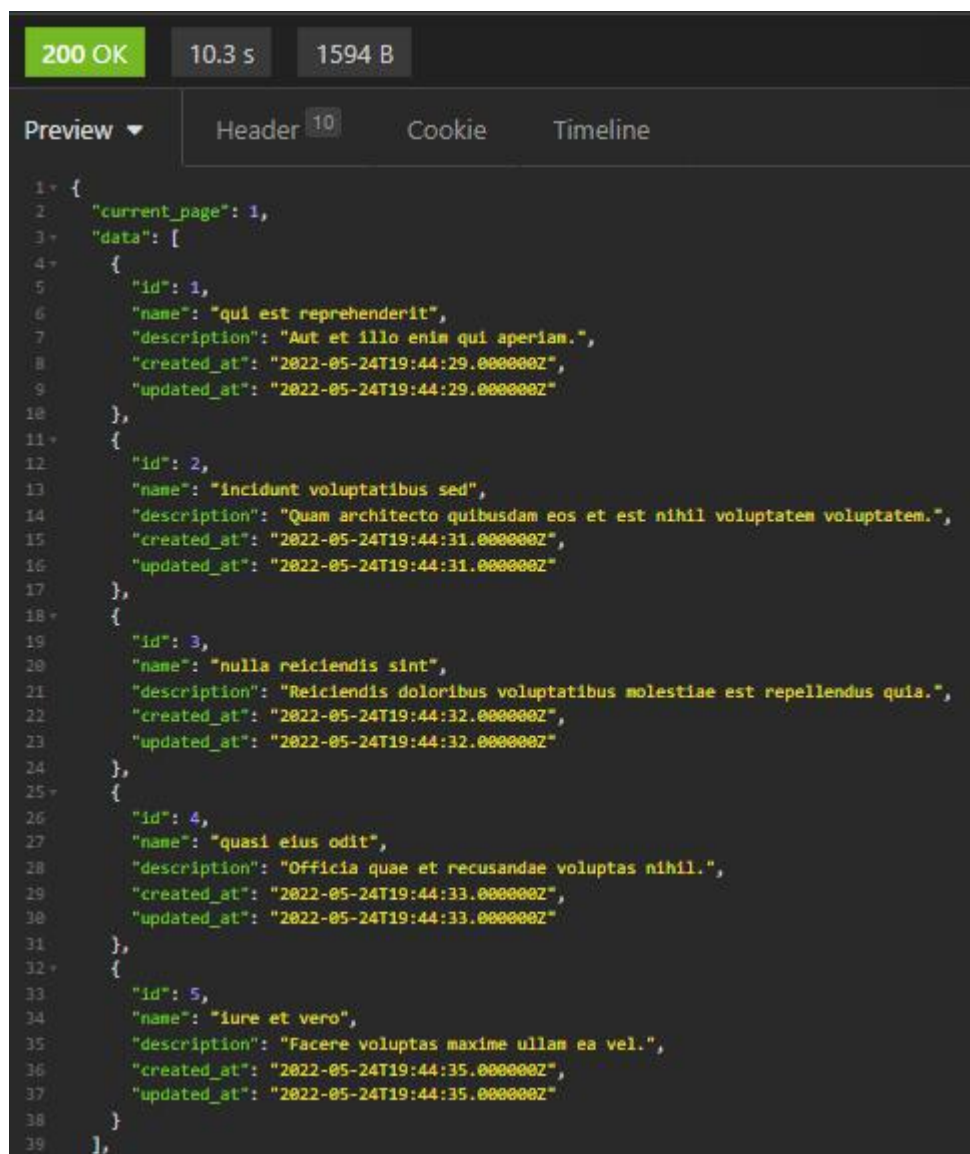 200 OK 10.3 s 1594 B
Preview ▼ Header 10 Cookie Timeline
1 {
2 "current_page": 1,
3 "data": [
4 {
5 "id": 1,
6 "name": "qui est reprehenderit",
7 "description": "Aut et illo enim qui aperiam.",
8 "created_at": "2022-05-24T19:44:29.000000Z",
9 "updated_at": "2022-05-24T19:44:29.000000Z"
10 },
11 {
12 "id": 2,
13 "name": "incidunt voluptatibus sed",
14 "description": "Quam architecto quibusdam eos et est nihil voluptatem voluptatem.",
15 "created_at": "2022-05-24T19:44:31.000000Z",
16 "updated_at": "2022-05-24T19:44:31.000000Z"
17 },
18 {
19 "id": 3,
20 "name": "nulla reiciendis sint",
21 "description": "Reiciendis doloribus voluptatibus molestiae est repellendus quia.",
22 "created_at": "2022-05-24T19:44:32.000000Z",
23 "updated_at": "2022-05-24T19:44:32.000000Z"
24 },
25 {
26 "id": 4,
27 "name": "quasi eius odit",
28 "description": "Officia quae et recusandae voluptas nihil.",
29 "created_at": "2022-05-24T19:44:33.000000Z",
30 "updated_at": "2022-05-24T19:44:33.000000Z"
31 },
32 {
33 "id": 5,
34 "name": "iure et vero",
35 "description": "Facere voluptas maxime ullam ea vel.",
36 "created_at": "2022-05-24T19:44:35.000000Z",
37 "updated_at": "2022-05-24T19:44:35.000000Z"
38 }
39 ],